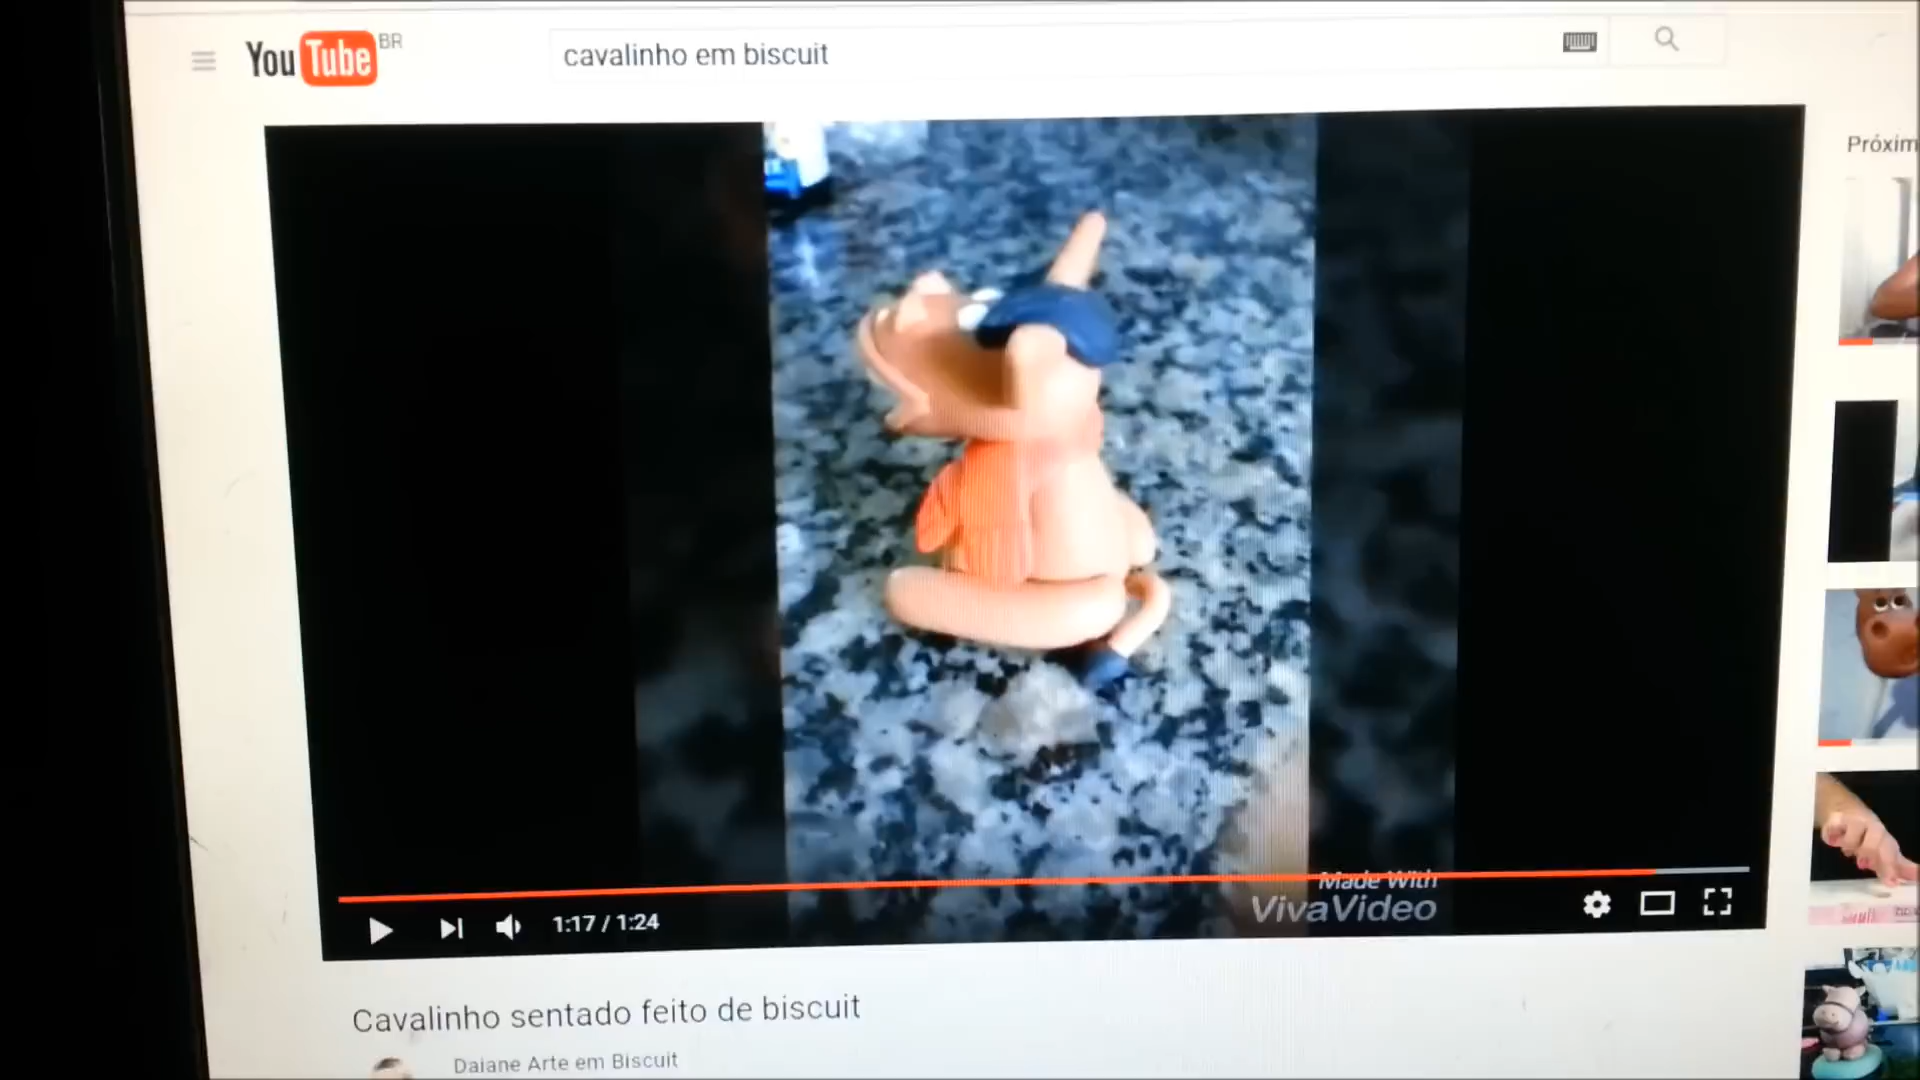 YouTube BR
cavalinho em biscuit
Próxim
Made With
VivaVideo
1:17 / 1:24
Cavalinho sentado feito de biscuit
Daiane Arte em Biscuit